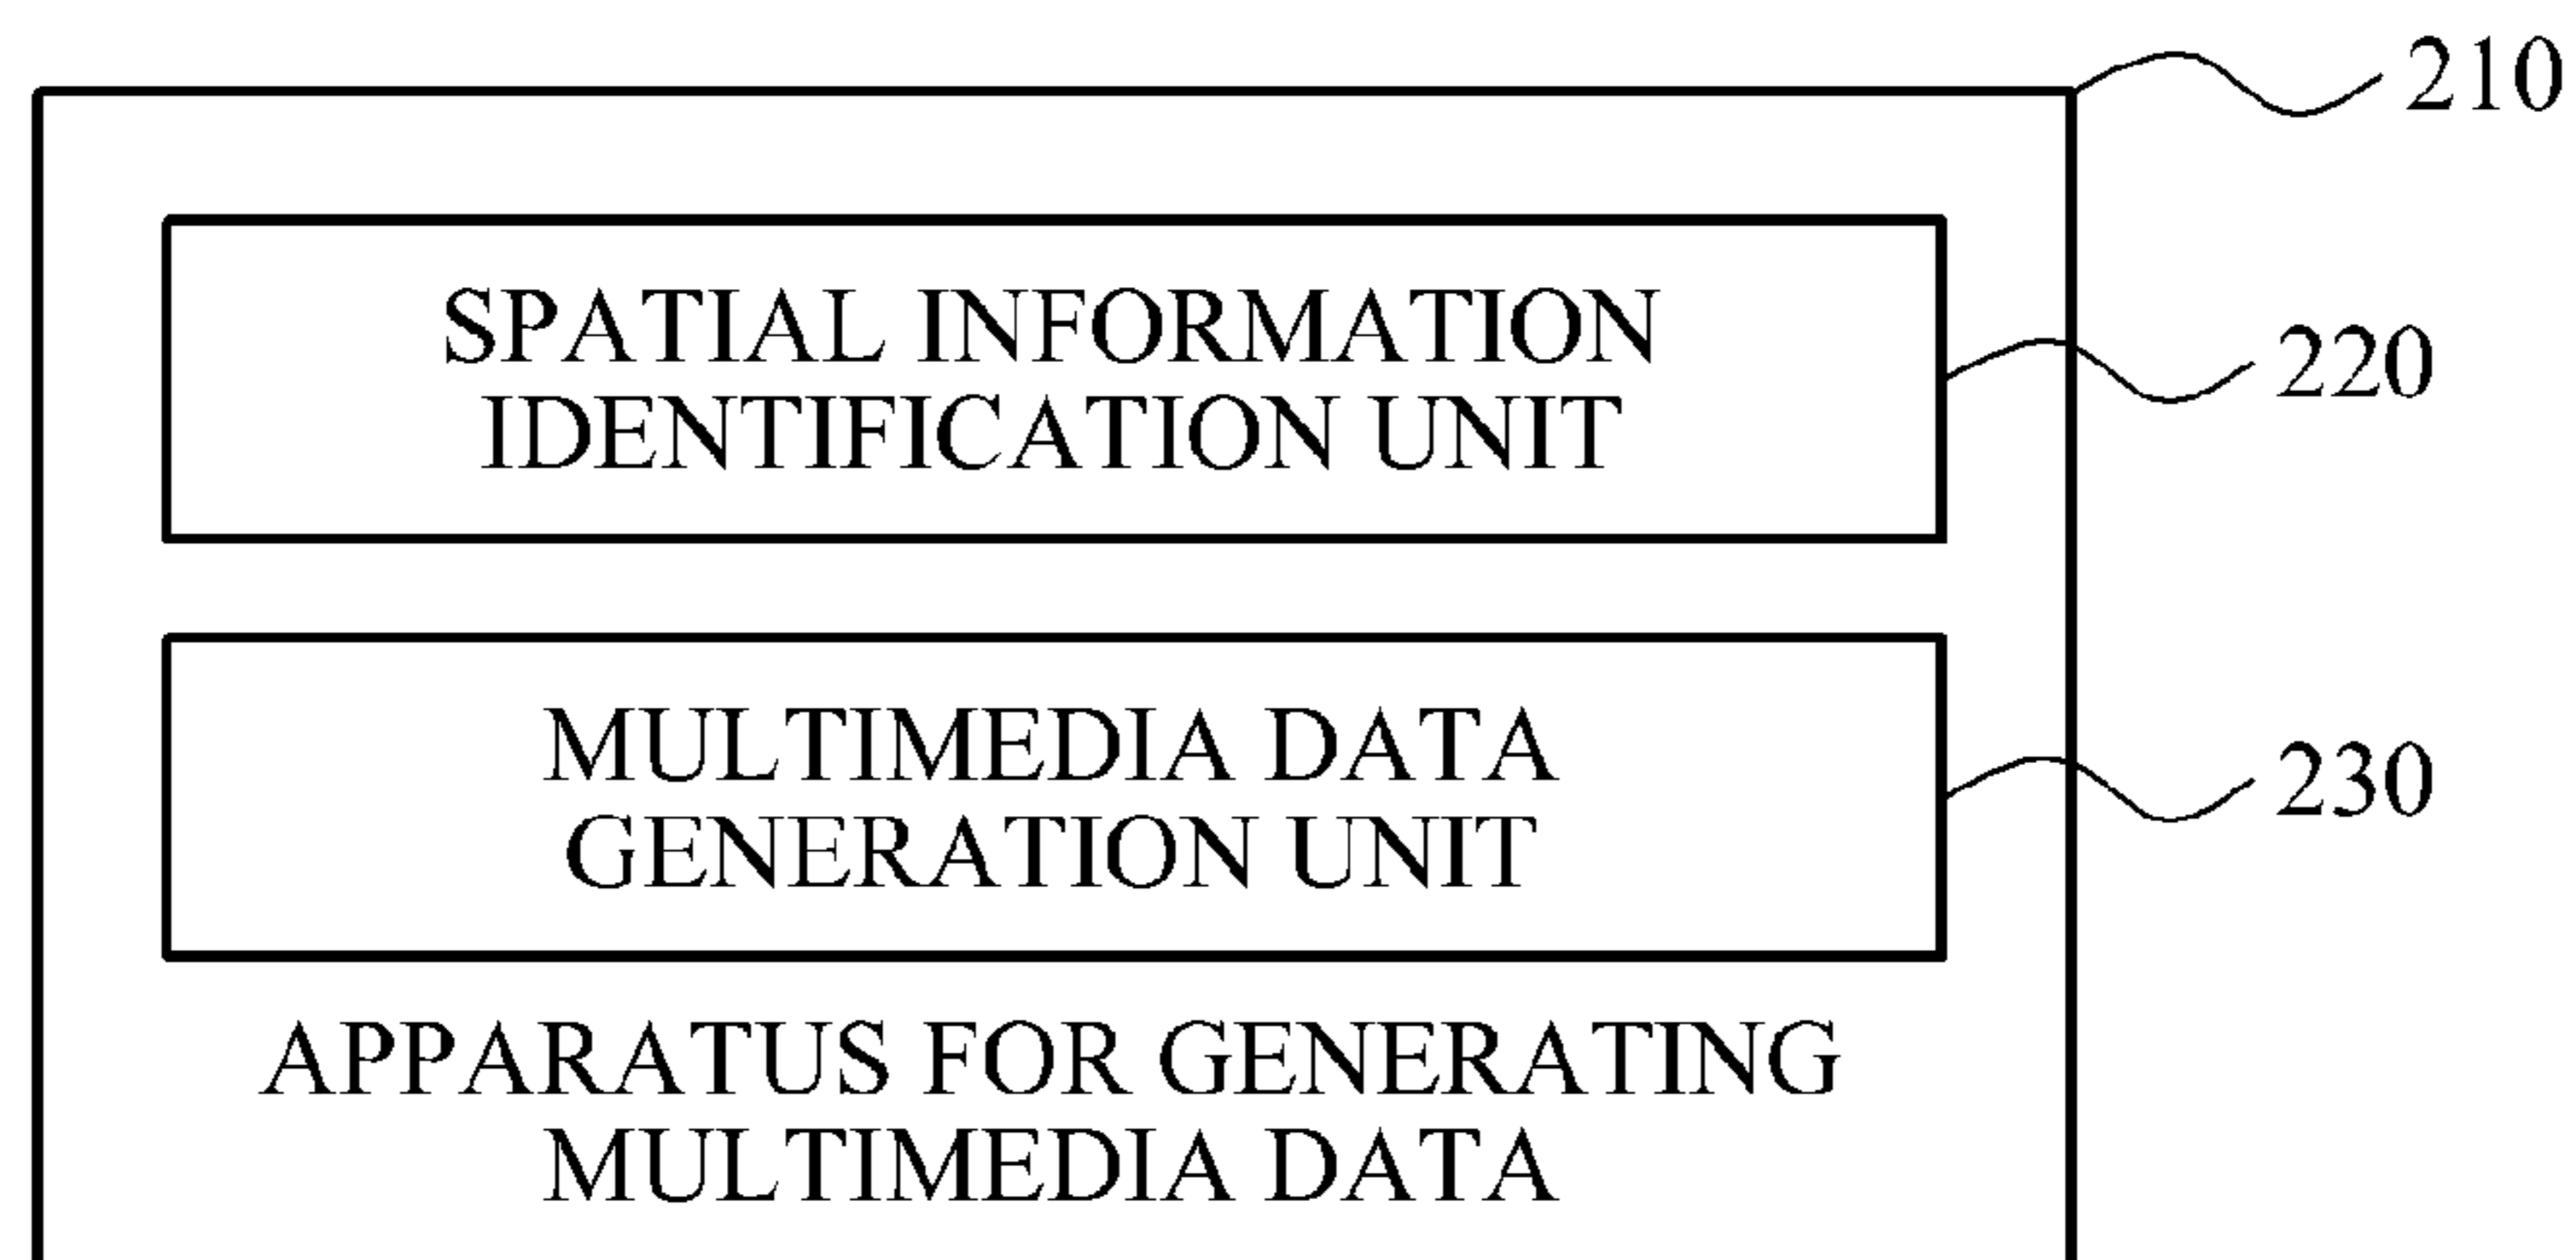 210
SPATIAL INFORMATION
IDENTIFICATION UNIT
220
MULTIMEDIA DATA
GENERATION UNIT
230
APPARATUS FOR GENERATING
MULTIMEDIA DATA